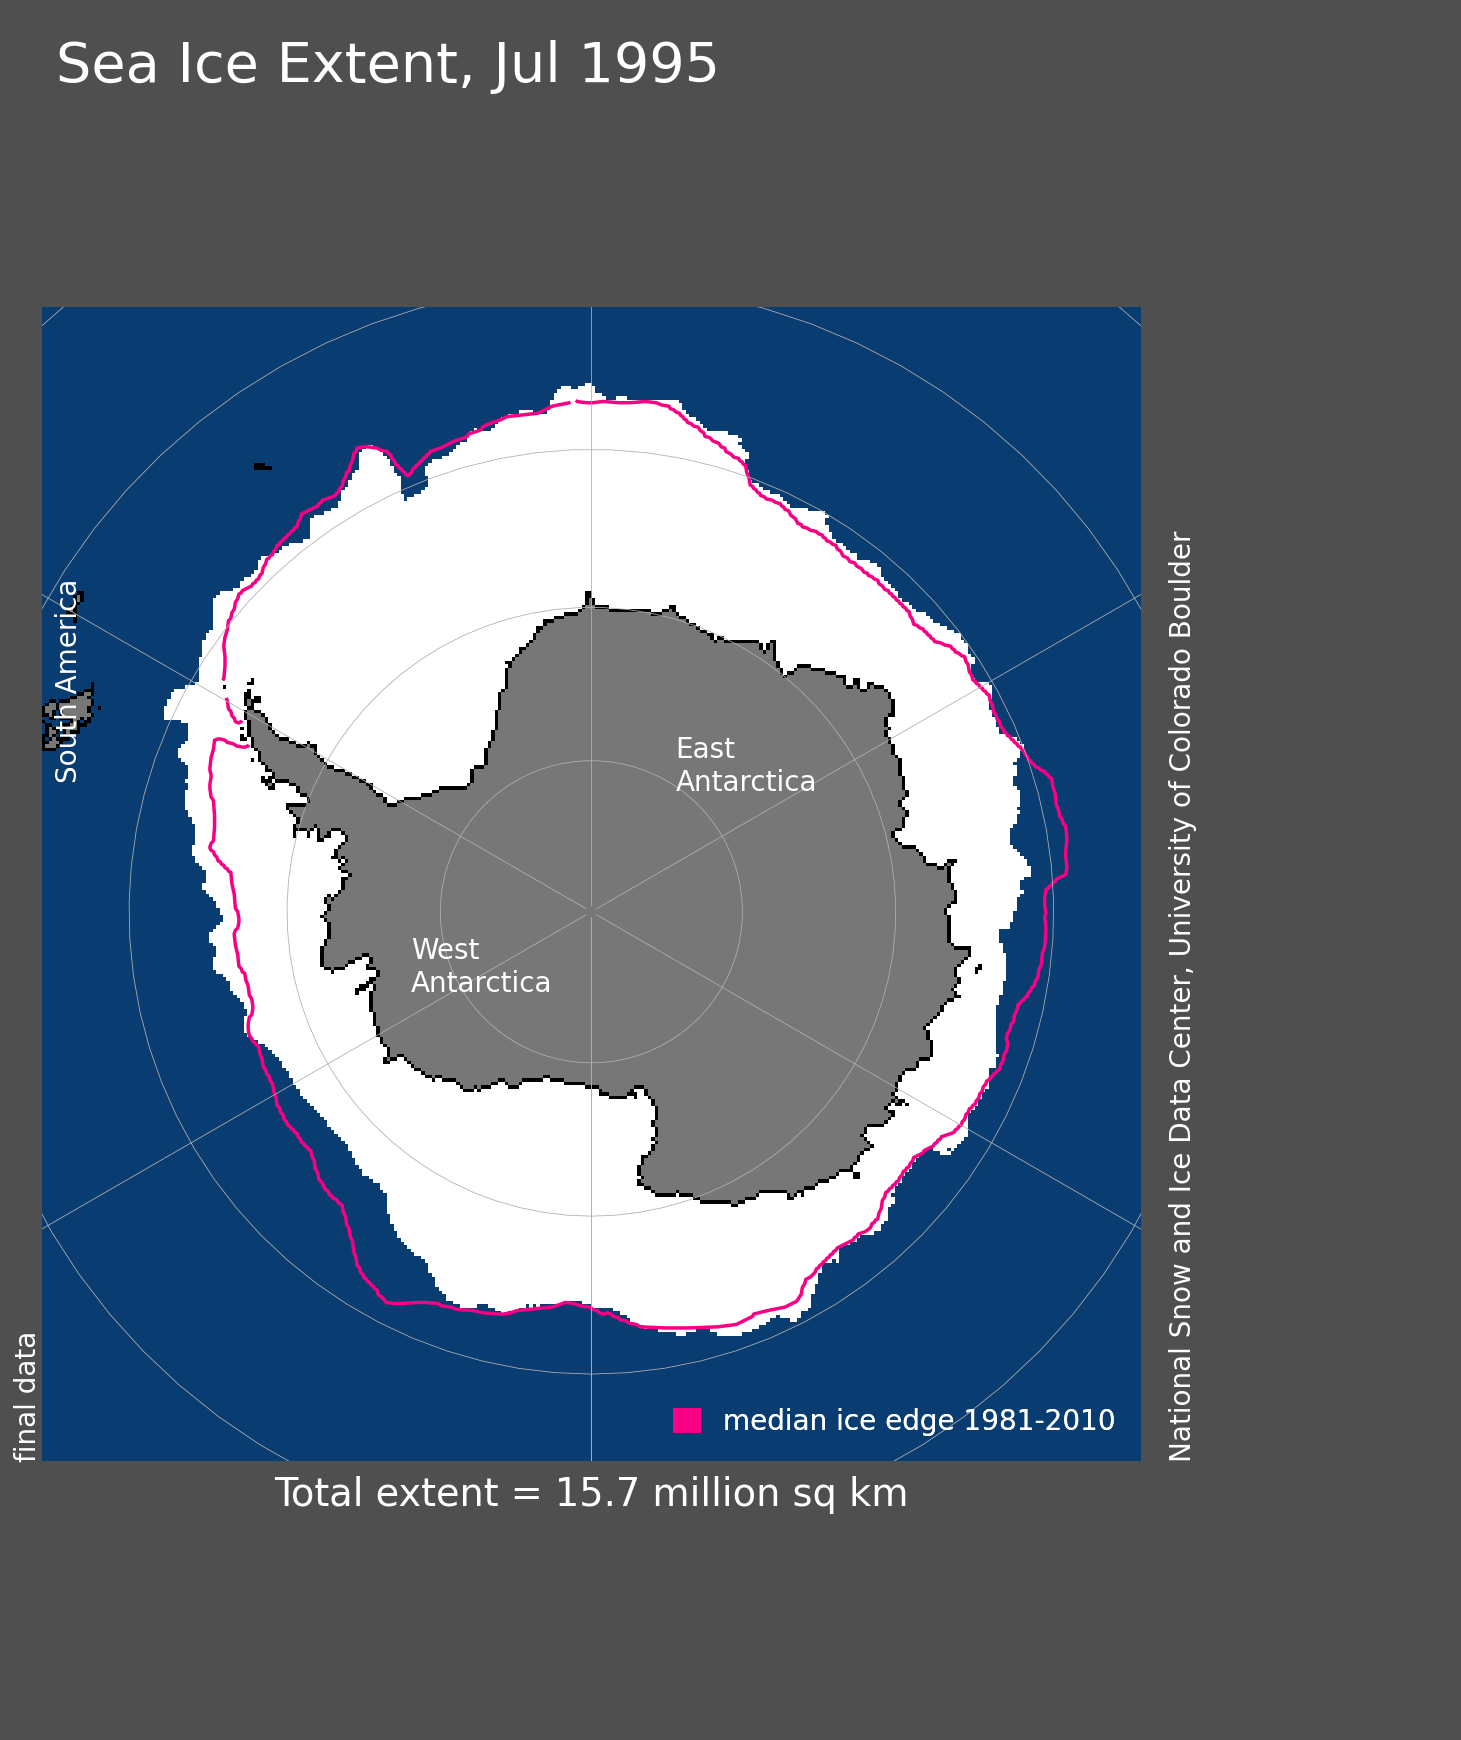 Sea Ice Extent, Jul 1995
South America
East
Antarctica
West
Antarctica
median ice edge 1981-2010
final data
National Snow and Ice Data Center, University of Colorado Boulder
Total extent = 15.7 million sq km